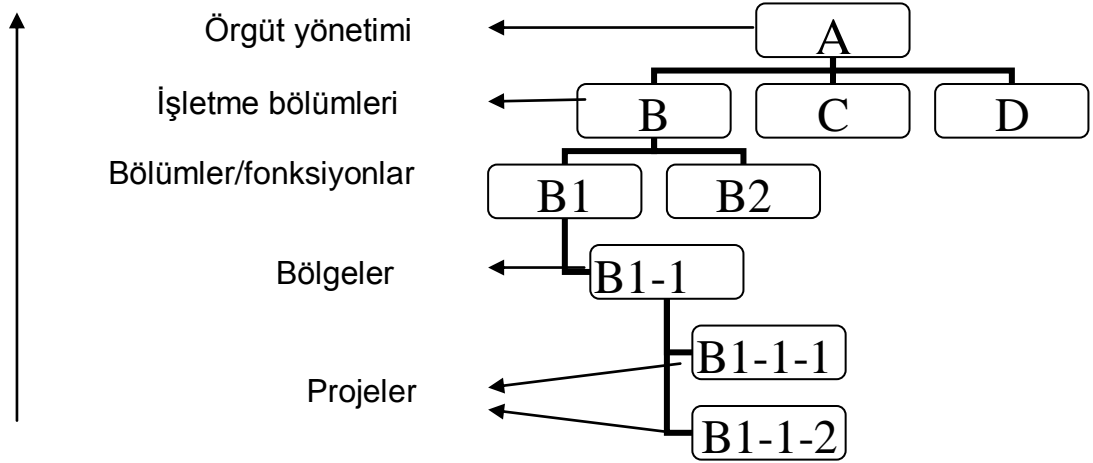 Örgüt yönetimi
A
İşletme bölümleri
B
C
D
Bölümler/fonksiyonlar
B1
B2
Bölgeler
B1-1
B1-1-1
Projeler
B1-1-2